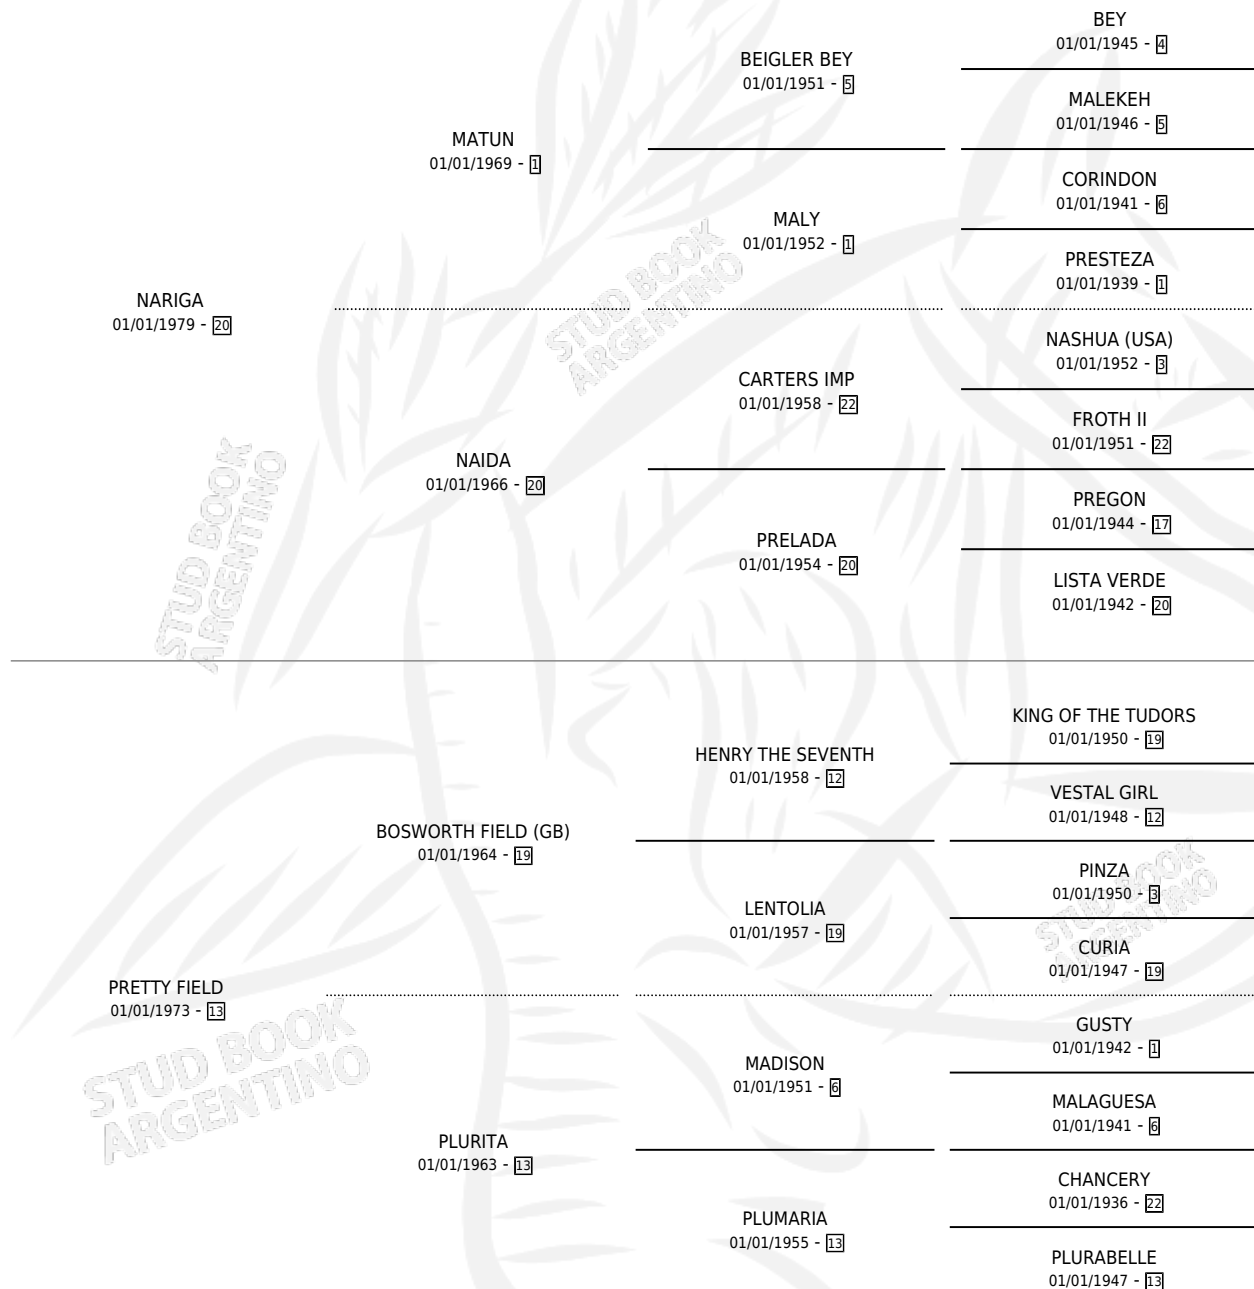 BEY
01/01/1945 - 4
BEIGLER BEY
01/01/1951 - 5
MALEKEH
01/01/1946 - 5
MATUN
01/01/1969 - 1
CORINDON
01/01/1941 - 6
MALY
01/01/1952 - 1
PRESTEZA
01/01/1939 - 1
NARIGA
01/01/1979 - 20
NASHUA (USA)
01/01/1952 - 3
CARTERS IMP
01/01/1958 - 22
FROTH II
01/01/1951 - 22
NAIDA
01/01/1966 - 20
PREGON
01/01/1944 - 17
PRELADA
01/01/1954 - 20
LISTA VERDE
01/01/1942 - 20
KING OF THE TUDORS
01/01/1950 - 19
HENRY THE SEVENTH
01/01/1958 - 12
VESTAL GIRL
01/01/1948 - 12
BOSWORTH FIELD (GB)
01/01/1964 - 19
PINZA
01/01/1950 - 3
LENTOLIA
01/01/1957 - 19
CURIA
01/01/1947 - 19
PRETTY FIELD
01/01/1973 - 13
GUSTY
01/01/1942 - 1
MADISON
01/01/1951 - 6
MALAGUESA
01/01/1941 - 6
PLURITA
01/01/1963 - 13
CHANCERY
01/01/1936 - 22
PLUMARIA
01/01/1955 - 13
PLURABELLE
01/01/1947 - 13
STUD BOOK
ARGENTINO
STUD BOOK
ARGENTINO
STUD BOOK
ARGENTINO
STUD BOOK
ARGENTINO